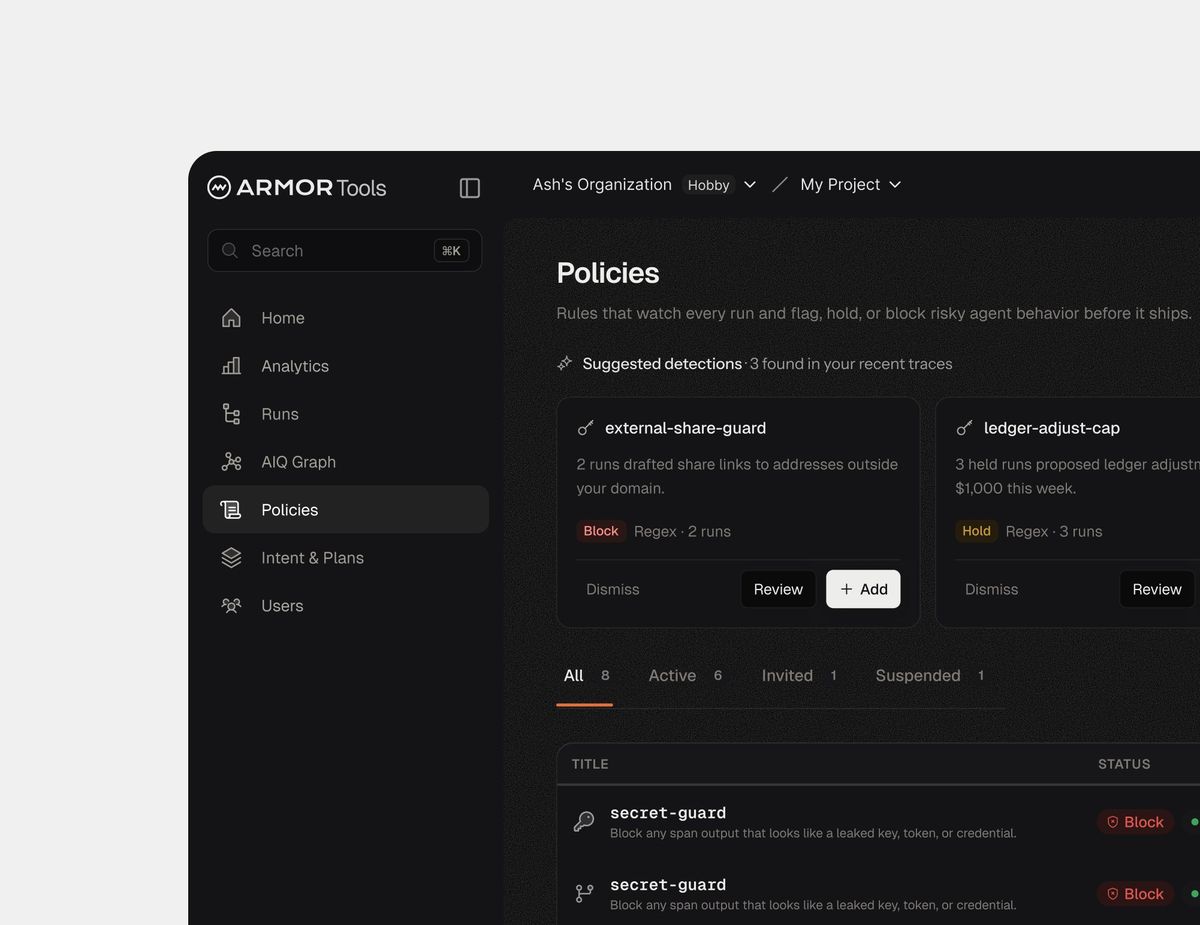 ARMOR Tools
Search
⌘K
Home
Analytics
Runs
AIQ Graph
Policies
Intent & Plans
Users
Ash's Organization Hobby / My Project
Policies
Rules that watch every run and flag, hold, or block risky agent behavior before it ships.
Suggested detections · 3 found in your recent traces
external-share-guard
2 runs drafted share links to addresses outside
your domain.
Block Regex · 2 runs
Dismiss Review + Add
ledger-adjust-cap
3 held runs proposed ledger adjustm
$1,000 this week.
Hold Regex · 3 runs
Dismiss Review
All 8 Active 6 Invited 1 Suspended 1
TITLE STATUS
secret-guard
Block any span output that looks like a leaked key, token, or credential.
Block
secret-guard
Block any span output that looks like a leaked key, token, or credential.
Block